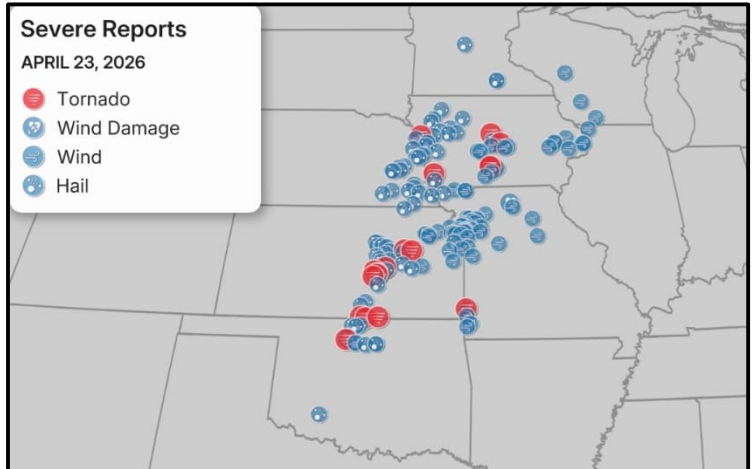 Severe Reports
APRIL 23, 2026
Tornado
Wind Damage
Wind
Hail